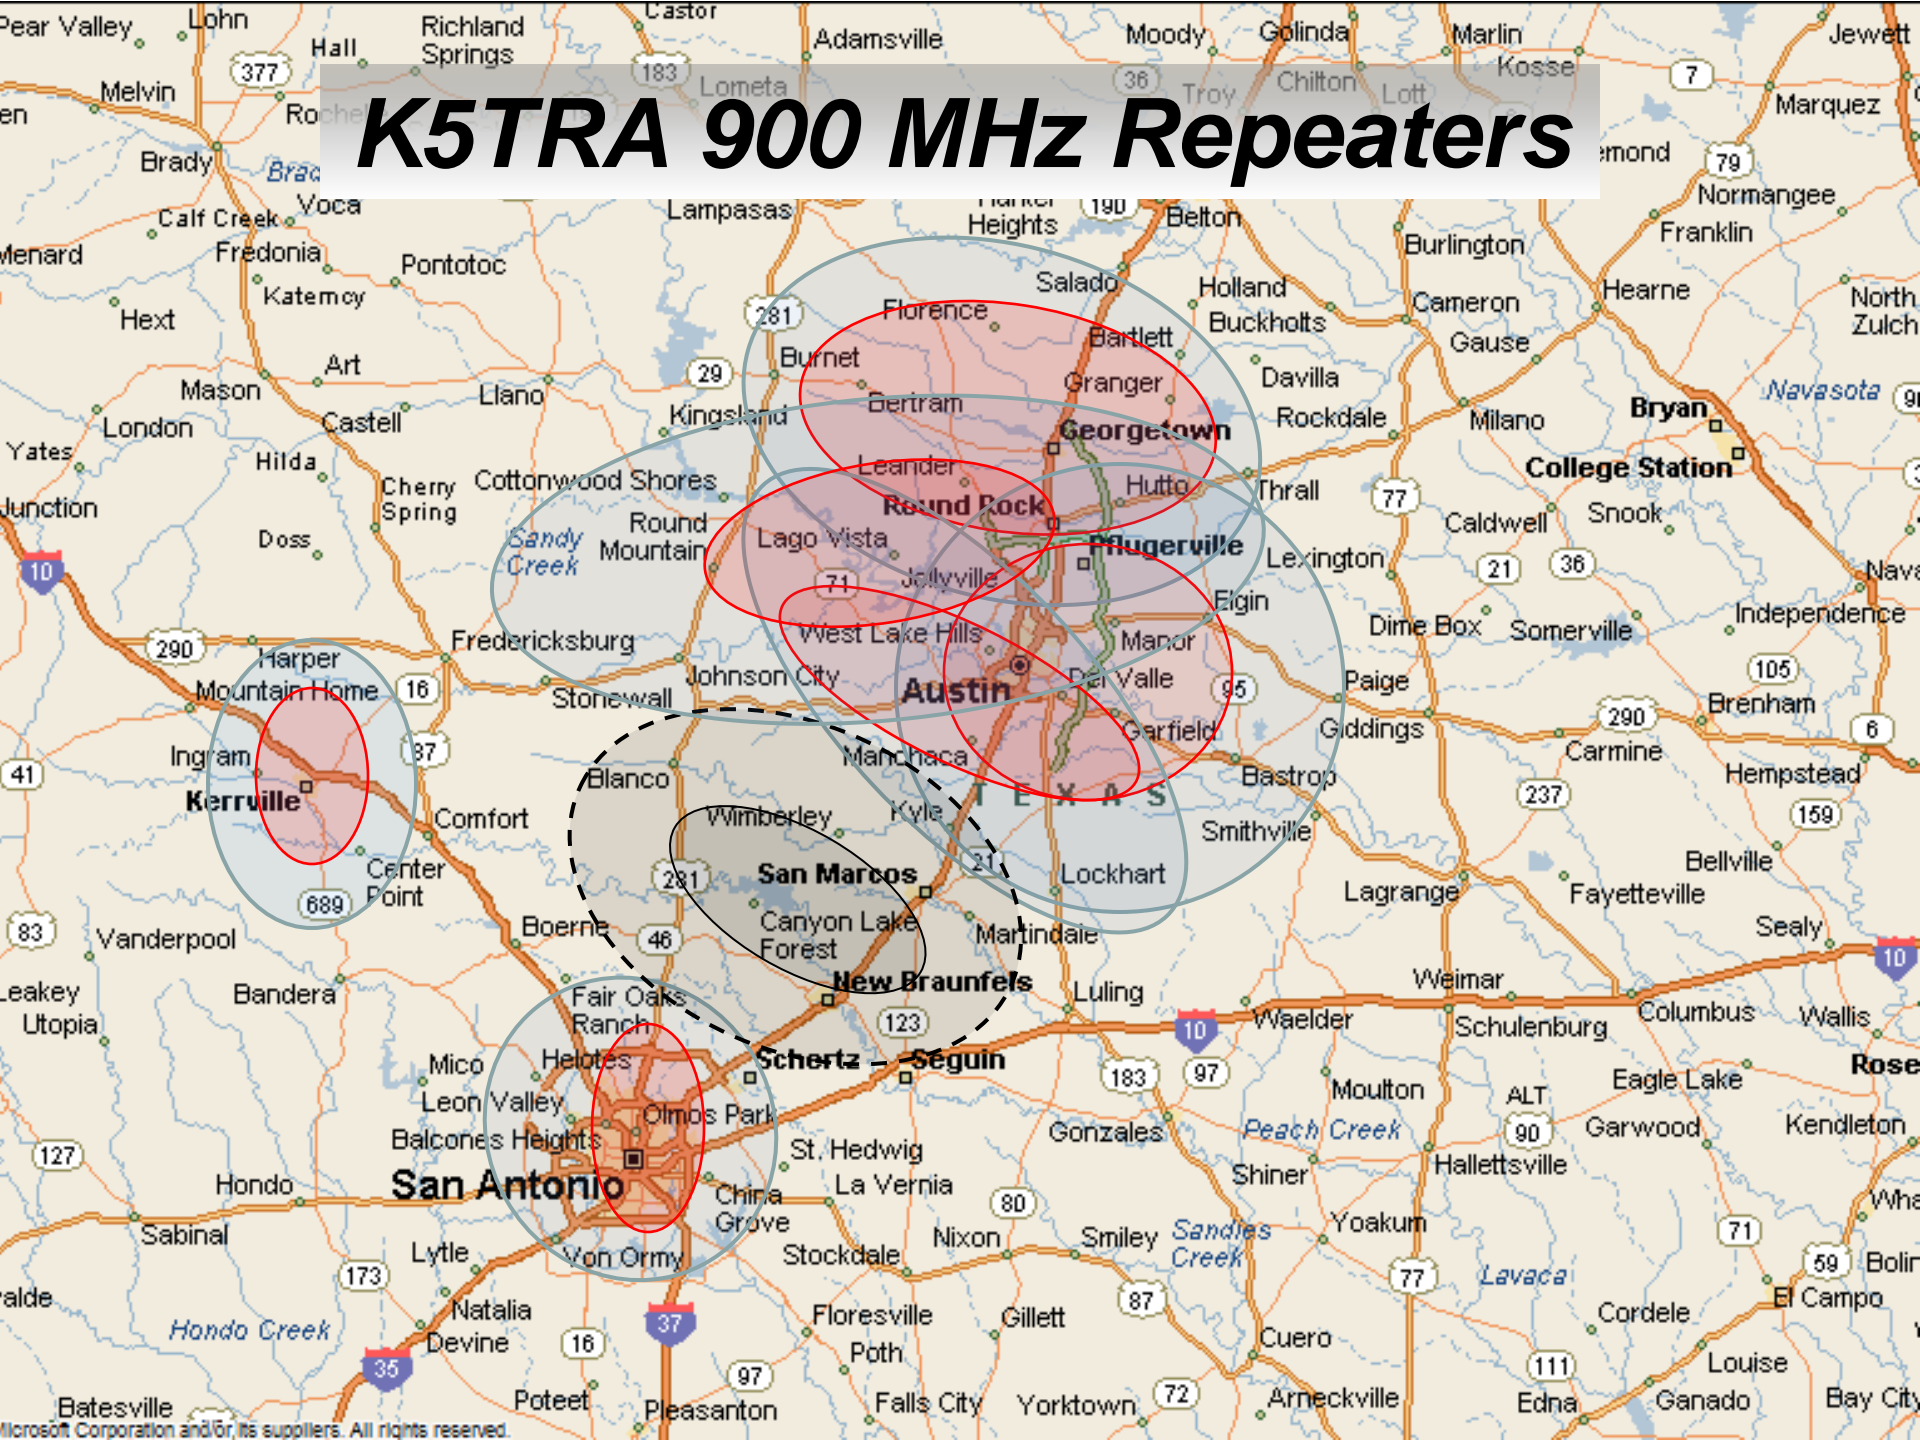 Pear Valley
Lohn
Hall
Richland
Springs
Castor
Adamsville
Moody
Golinda
Marlin
Jewett
377
183
36
Kosse
7
Melvin
Lometa
Troy
Chilton
Lott
Marquez
K5TRA 900 MHz Repeaters
Brady
79
Normangee
Calf Creek
Voca
Lampasas
Heights
190
Belton
Franklin
Fredonia
Pontotoc
Burlington
Katemcy
Salado
Holland
Cameron
Hearne
North
Zulch
Hext
281
Florence
Buckholts
Gause
Bartlett
Art
29
Burnet
Granger
Davilla
Mason
Llano
Bertram
Rockdale
Milano
Navasota
Bryan
London
Castell
Kingsland
Georgetown
Yates
Hilda
Leander
College Station
Cottonwood Shores
Hutto
Thrall
77
Junction
Cherry
Spring
Round
Mountain
Round Rock
Caldwell
Snook
Doss
Sandy
Creek
Lago Vista
Pflugerville
Lexington
21
36
10
71
Jollyville
Elgin
Dime Box
Somerville
Independence
290
Harper
Fredericksburg
West Lake Hills
Manor
105
Mountain Home
16
Stonewall
Johnson City
Austin
Del Valle
95
Paige
290
Brenham
Giddings
6
Ingram
87
Manchaca
Garfield
Carmine
41
Kerrville
Blanco
TEXAS
Bastrop
Hempstead
237
Comfort
Wimberley
Kyle
Smithville
159
Center
Point
281
San Marcos
21
Lockhart
Bellville
689
Lagrange
Fayetteville
83
Vanderpool
Boerne
46
Canyon Lake
Forest
Martindale
Sealy
10
Leakey
Utopia
Bandera
Fair Oaks
Ranch
New Braunfels
Luling
Weimar
Columbus
Wallis
123
10
Waelder
Schulenburg
Mico
Helotes
Schertz
Seguin
183
97
Moulton
Eagle Lake
Leon Valley
Olmos Park
ALT
90
Garwood
Kendleton
Balcones Heights
Gonzales
Peach Creek
127
St. Hedwig
Shiner
Hallettsville
Hondo
San Antonio
China
Grove
La Vernia
80
Sabinal
Nixon
Smiley
Sandies
Creek
Yoakum
71
Lytle
Von Ormy
Stockdale
59
173
77
Lavaca
87
El Campo
Natalia
Floresville
Gillett
Cordele
Hondo Creek
Devine
16
37
Cuero
35
Poth
111
Louise
97
Batesville
Poteet
Pleasanton
Falls City
Yorktown
72
Arneckville
Edna
Ganado
Bay City
Microsoft Corporation and/or its suppliers. All rights reserved.